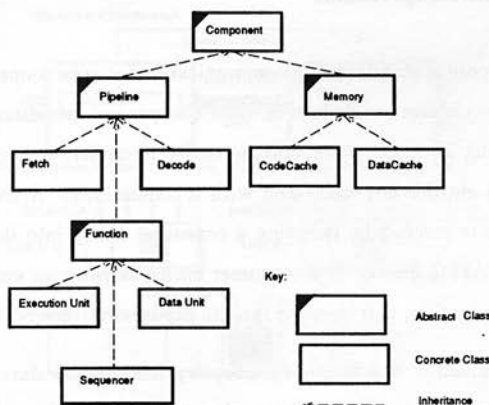 Component
Pipeline
Memory
Fetch
Decode
CodeCache
DataCache
Function
Execution Unit
Data Unit
Sequencer
Key:
Abstract Class
Concrete Class
Inheritance